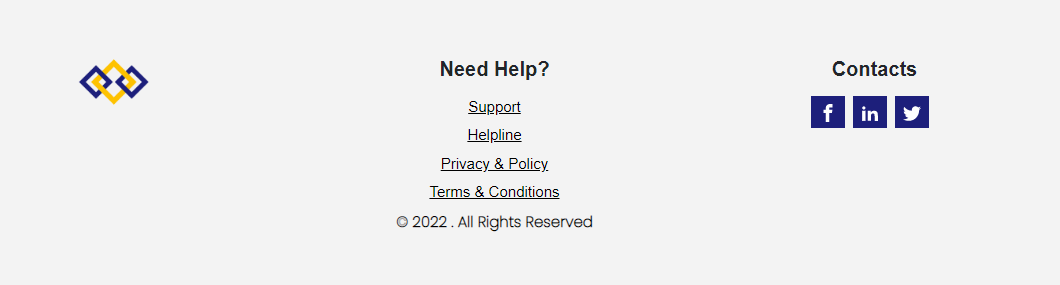 Need Help?
Support
Helpline
Privacy & Policy
Terms & Conditions
© 2022 . All Rights Reserved
Contacts